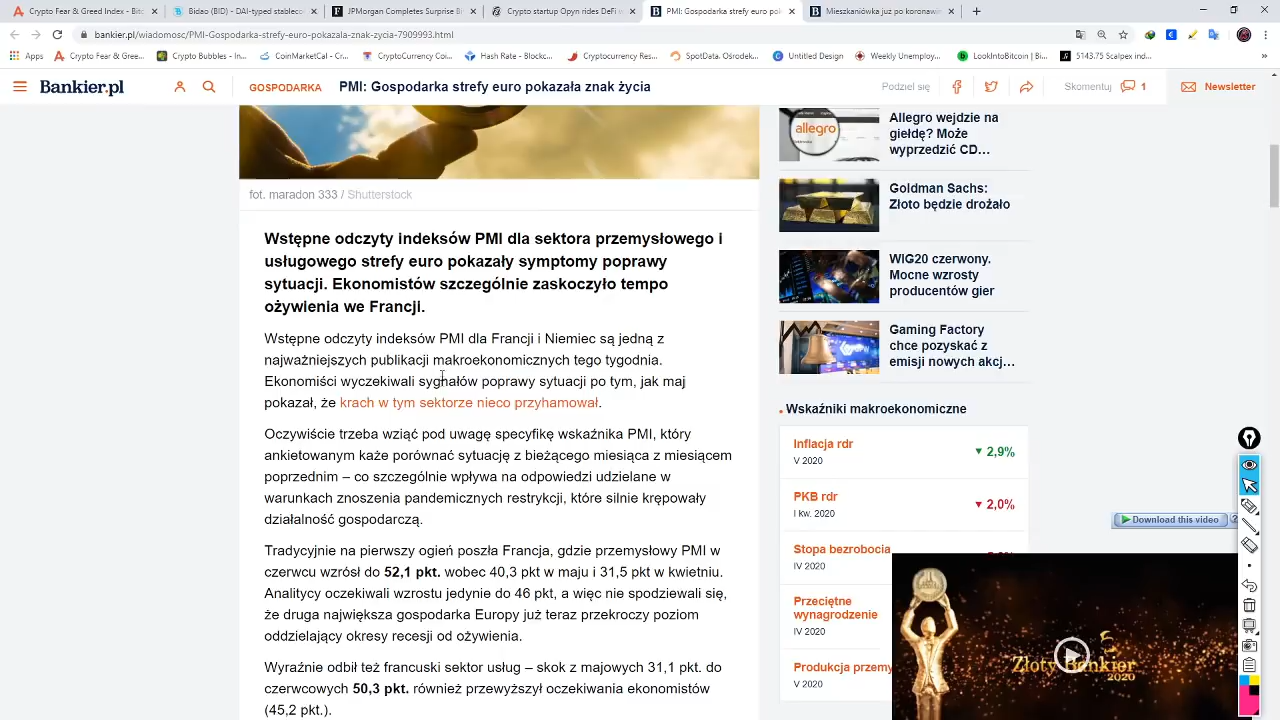 Crypto Fear & Greed Index - Bitc
Bidao (BID) - DAI-typed stablec
JPMorgan Completes Surprise B
Crypto startup Opyn rides DeFi w
PMI: Gospodarka strefy euro pok
Mieszkaniówka już po koronawir
bankier.pl/wiadomosc/PMI-Gospodarka-strefy-euro-pokazala-znak-zycia-7909993.html
Apps
Crypto Fear & Gree...
Crypto Bubbles - In...
CoinMarketCal - Cr...
CryptoCurrency Co...
Hash Rate - Blockc...
Cryptocurrency Rec...
SpotData. Ośrodek...
Untitled Design
Weekly Unemploy...
LookIntoBitcoin | Bi...
5143.75 Scalpex ind...
Bankier.pl
GOSPODARKA
PMI: Gospodarka strefy euro pokazała znak życia
Podziel się
Skomentuj
1
Newsletter
fot. maradon 333 / Shutterstock
Wstępne odczyty indeksów PMI dla sektora przemysłowego i
usługowego strefy euro pokazały symptomy poprawy
sytuacji. Ekonomistów szczególnie zaskoczyło tempo
ożywienia we Francji.
Wstępne odczyty indeksów PMI dla Francji i Niemiec są jedną z
najważniejszych publikacji makroekonomicznych tego tygodnia.
Ekonomiści wyczekiwali sygnałów poprawy sytuacji po tym, jak maj
pokazał, że krach w tym sektorze nieco przyhamował.
Oczywiście trzeba wziąć pod uwagę specyfikę wskaźnika PMI, który
ankietowanym każe porównać sytuację z bieżącego miesiąca z miesiącem
poprzednim – co szczególnie wpływa na odpowiedzi udzielane w
warunkach znoszenia pandemicznych restrykcji, które silnie krępowały
działalność gospodarczą.
Tradycyjnie na pierwszy ogień poszła Francja, gdzie przemysłowy PMI w
czerwcu wzrósł do 52,1 pkt. wobec 40,3 pkt w maju i 31,5 pkt w kwietniu.
Analitycy oczekiwali wzrostu jedynie do 46 pkt, a więc nie spodziewali się,
że druga największa gospodarka Europy już teraz przekroczy poziom
oddzielający okresy recesji od ożywienia.
Wyraźnie odbił też francuski sektor usług – skok z majowych 31,1 pkt. do
czerwcowych 50,3 pkt. również przewyższył oczekiwania ekonomistów
(45,2 pkt.).
allegro
Allegro wejdzie na
giełdę? Może
wyprzedzić CD...
Goldman Sachs:
Złoto będzie drożało
WIG20 czerwony.
Mocne wzrosty
producentów gier
Gaming Factory
chce pozyskać z
emisji nowych akcj...
Wskaźniki makroekonomiczne
Inflacja rdr
V 2020
2,9%
PKB rdr
I kw. 2020
2,0%
Stopa bezrobocia
IV 2020
Przeciętne
wynagrodzenie
IV 2020
Produkcja przemy
V 2020
Download this video
?
Złoty Bankier
2020